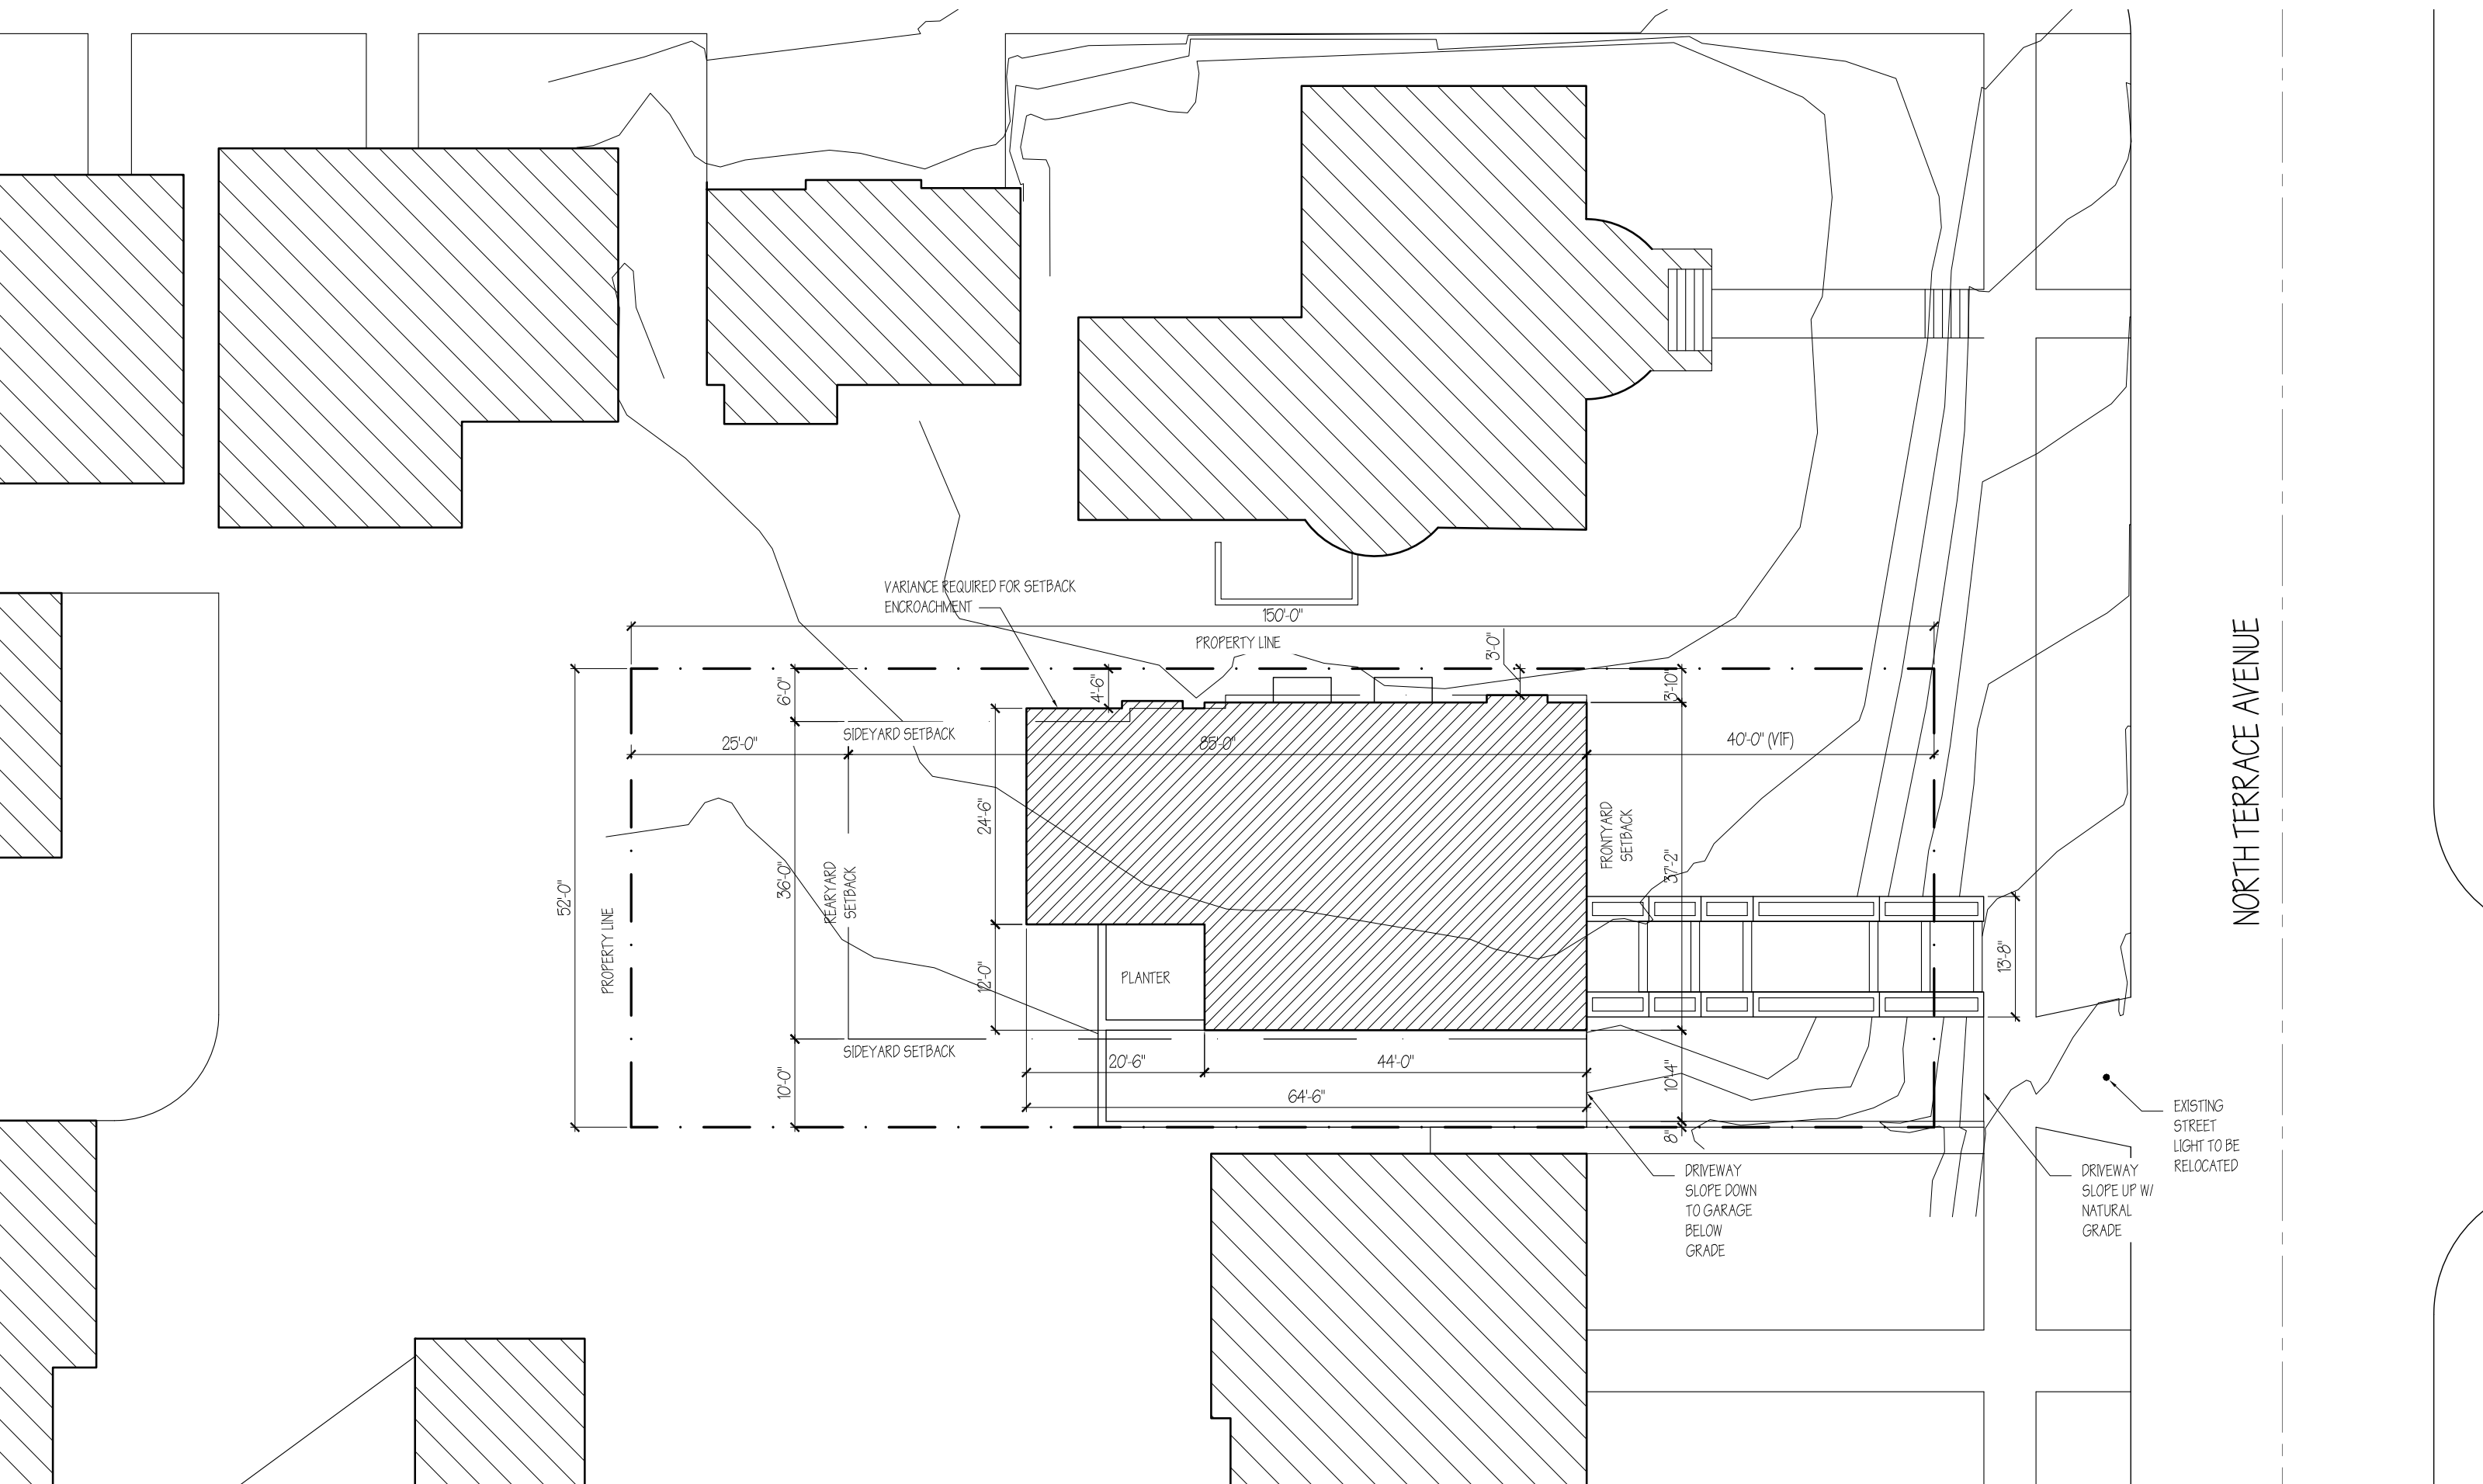 VARIANCE REQUIRED FOR SETBACK
ENCROACHMENT
150'-0"
PROPERTY LINE
3'-0"
6'-0"
4'-6"
3'-10"
SIDEYARD SETBACK
25'-0"
85'-0"
40'-0" (VIF)
NORTH TERRACE AVENUE
24'-6"
FRONTYARD
SETBACK
52'-0"
PROPERTY LINE
36'-0"
REARYARD
SETBACK
37'-2"
12'-0"
PLANTER
13'-8"
SIDEYARD SETBACK
10'-0"
20'-6"
44'-0"
10'-4"
64'-6"
8"
EXISTING
STREET
LIGHT TO BE
RELOCATED
DRIVEWAY
SLOPE DOWN
TO GARAGE
BELOW
GRADE
DRIVEWAY
SLOPE UP W/
NATURAL
GRADE